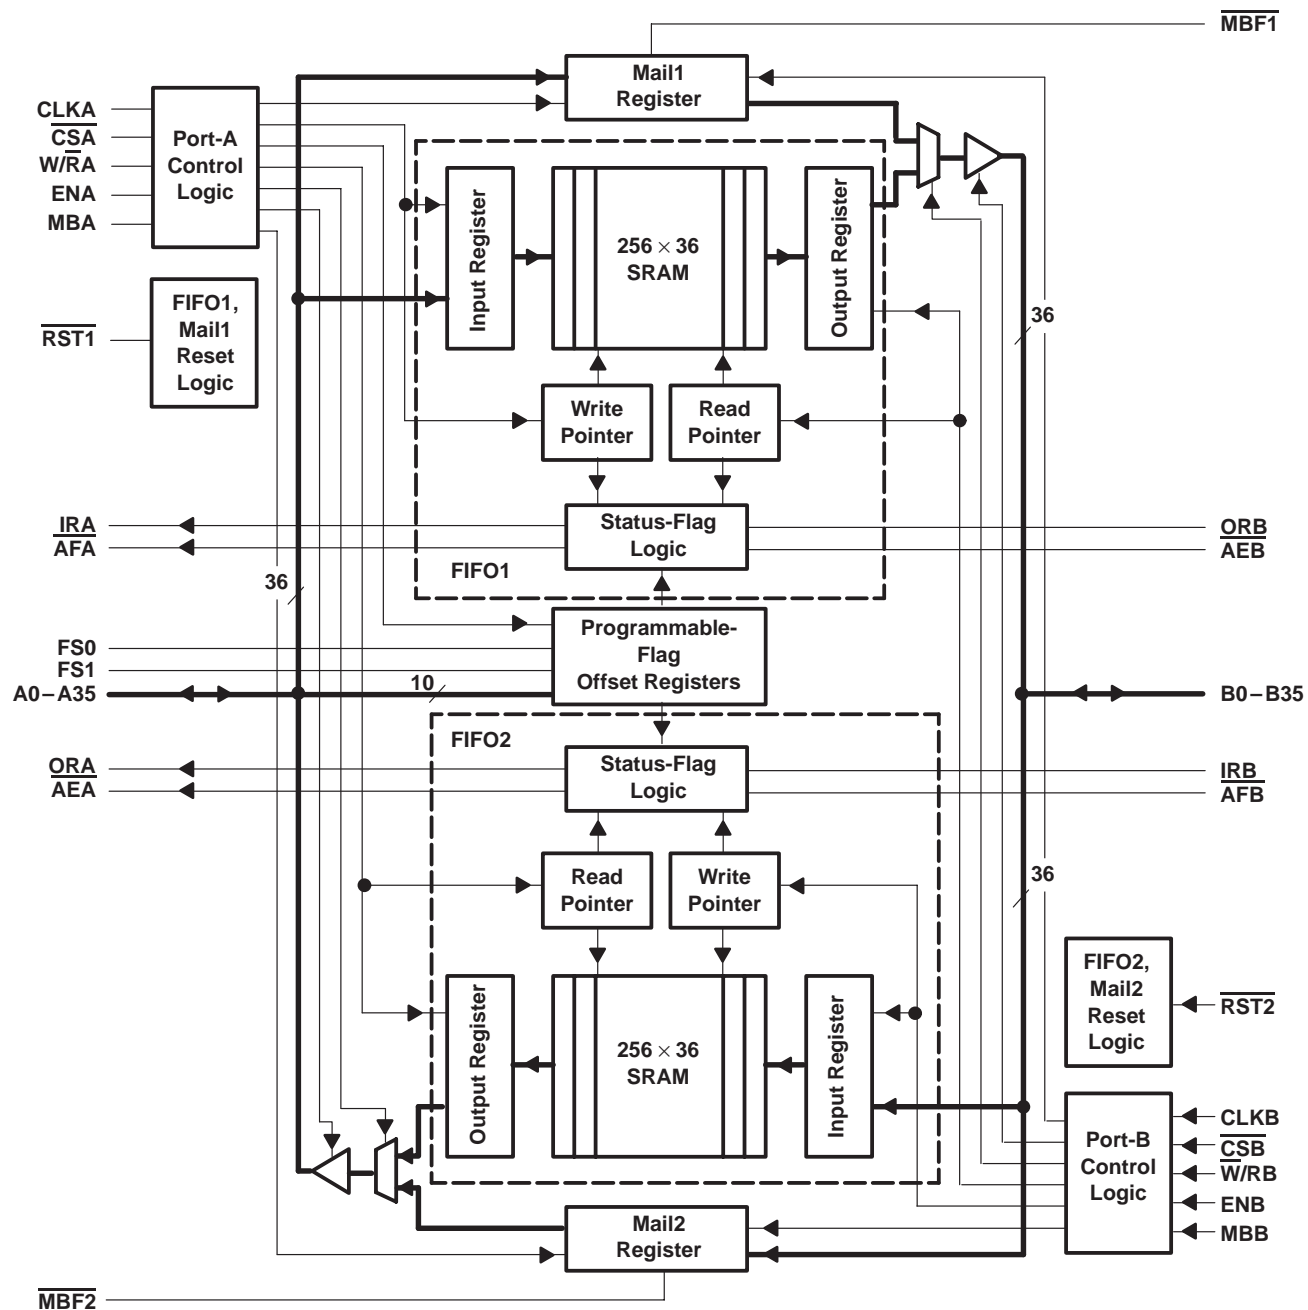 MBF1
Mail1
Register
CLKA
CSA
W/RA
ENA
MBA
Port-A
Control
Logic
Input Register
256 × 36
SRAM
Output Register
RST1
FIFO1,
Mail1
Reset
Logic
36
Write
Pointer
Read
Pointer
IRA
AFA
Status-Flag
Logic
ORB
AEB
FIFO1
36
Programmable-
Flag
Offset Registers
FS0
FS1
A0–A35
10
B0–B35
FIFO2
ORA
AEA
Status-Flag
Logic
IRB
AFB
Read
Pointer
Write
Pointer
36
Output Register
256 × 36
SRAM
Input Register
FIFO2,
Mail2
Reset
Logic
RST2
Port-B
Control
Logic
CLKB
CSB
W/RB
ENB
MBB
Mail2
Register
MBF2